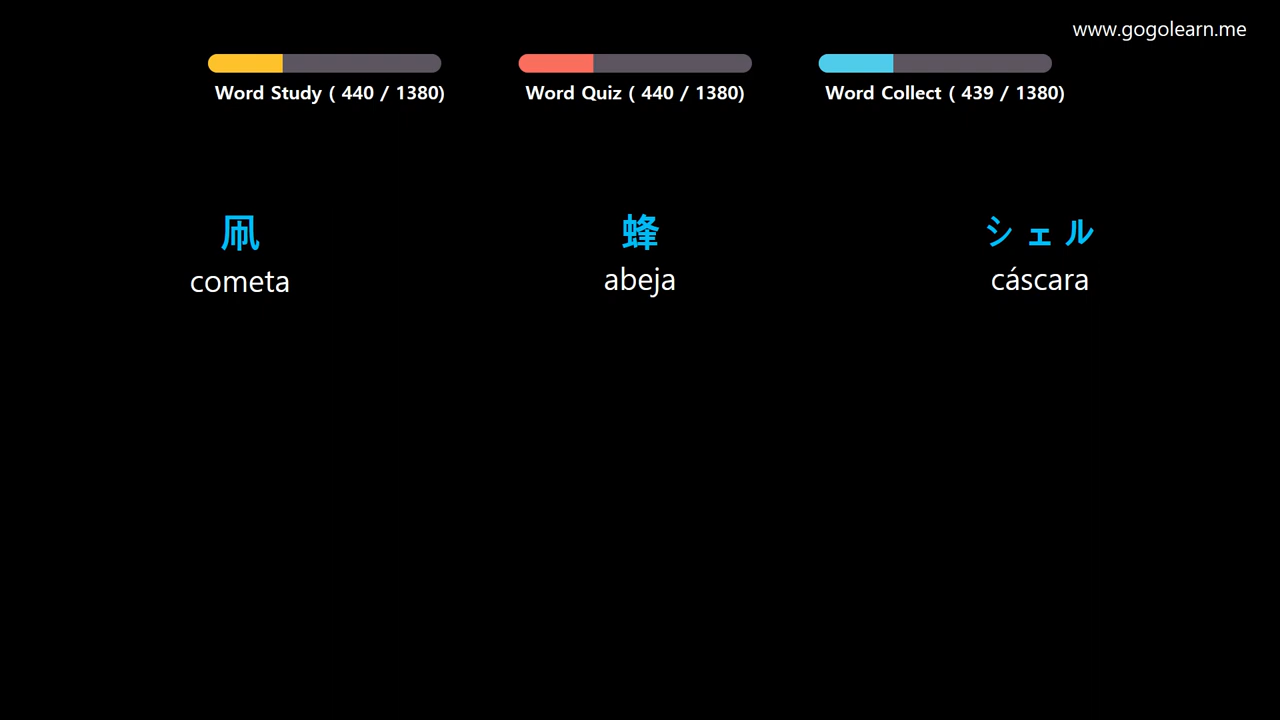 www.gogolearn.me
Word Study ( 440 / 1380)
Word Quiz ( 440 / 1380)
Word Collect ( 439 / 1380)
凧
cometa
蜂
abeja
シェル
cáscara